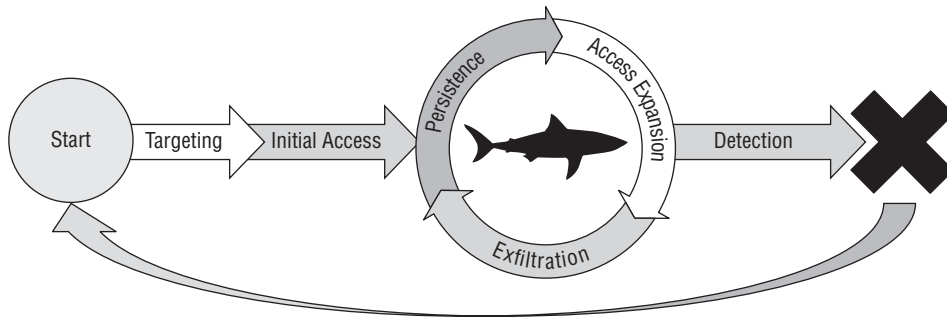 Start
Targeting
Initial Access
Persistence
Access Expansion
Exfiltration
Detection